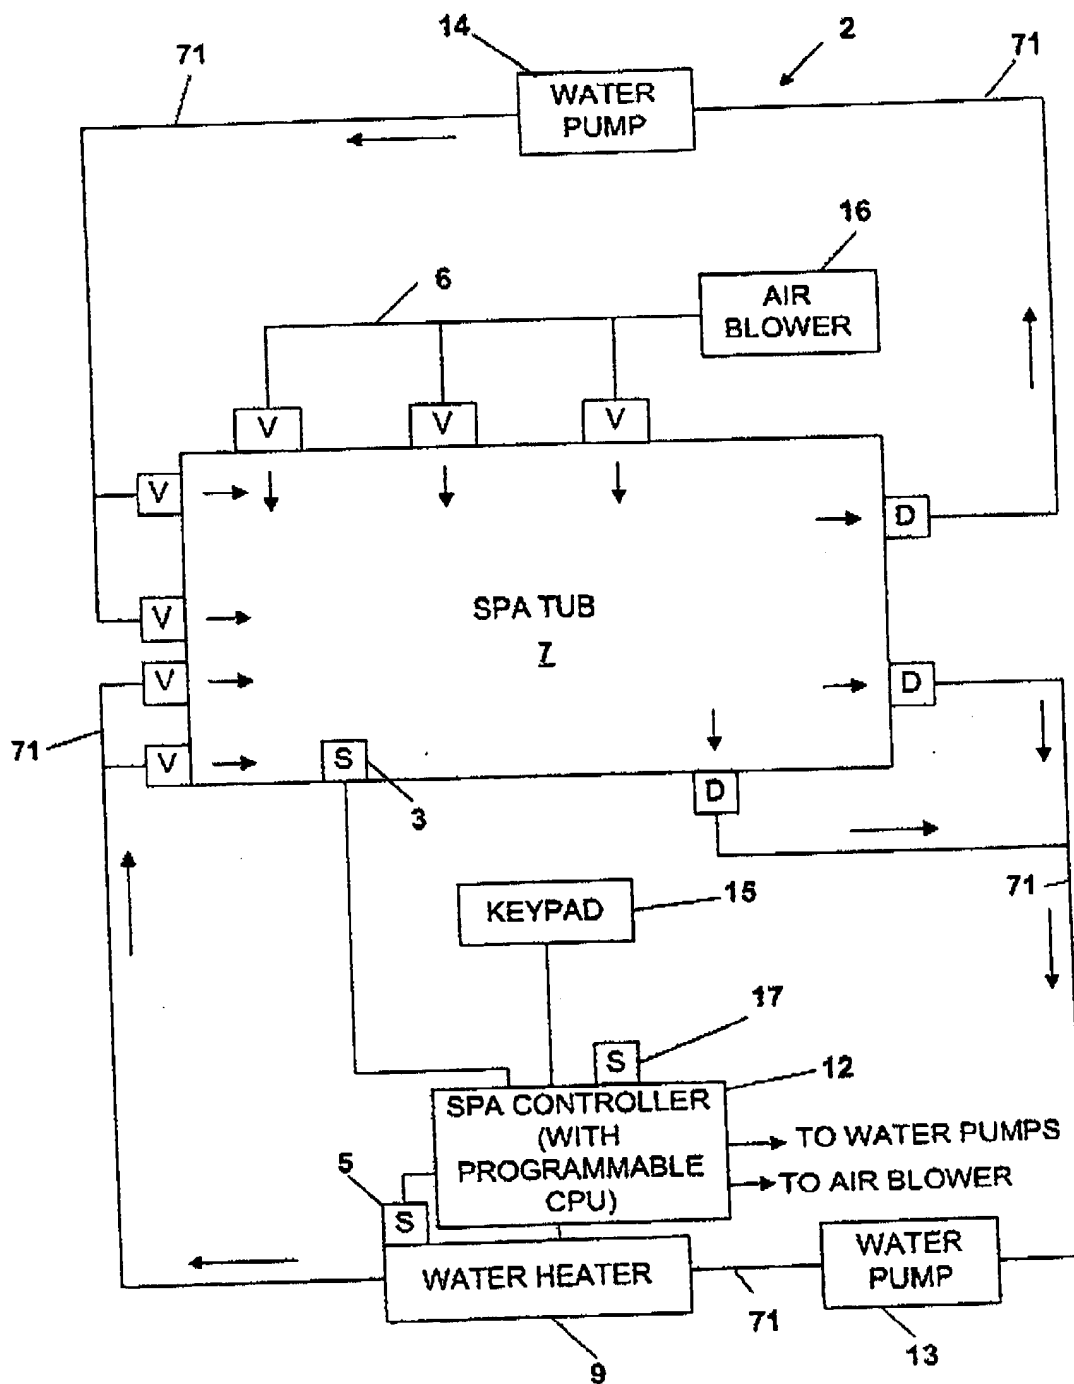 14
2
71
71
WATER
PUMP
16
6
AIR
BLOWER
V
V
V
V
D
V
SPA TUB
7
V
D
71
V
S
D
3
71
KEYPAD
15
17
S
12
SPA CONTROLLER
(WITH
PROGRAMMABLE
CPU)
TO WATER PUMPS
TO AIR BLOWER
5
S
WATER HEATER
WATER
PUMP
71
9
13